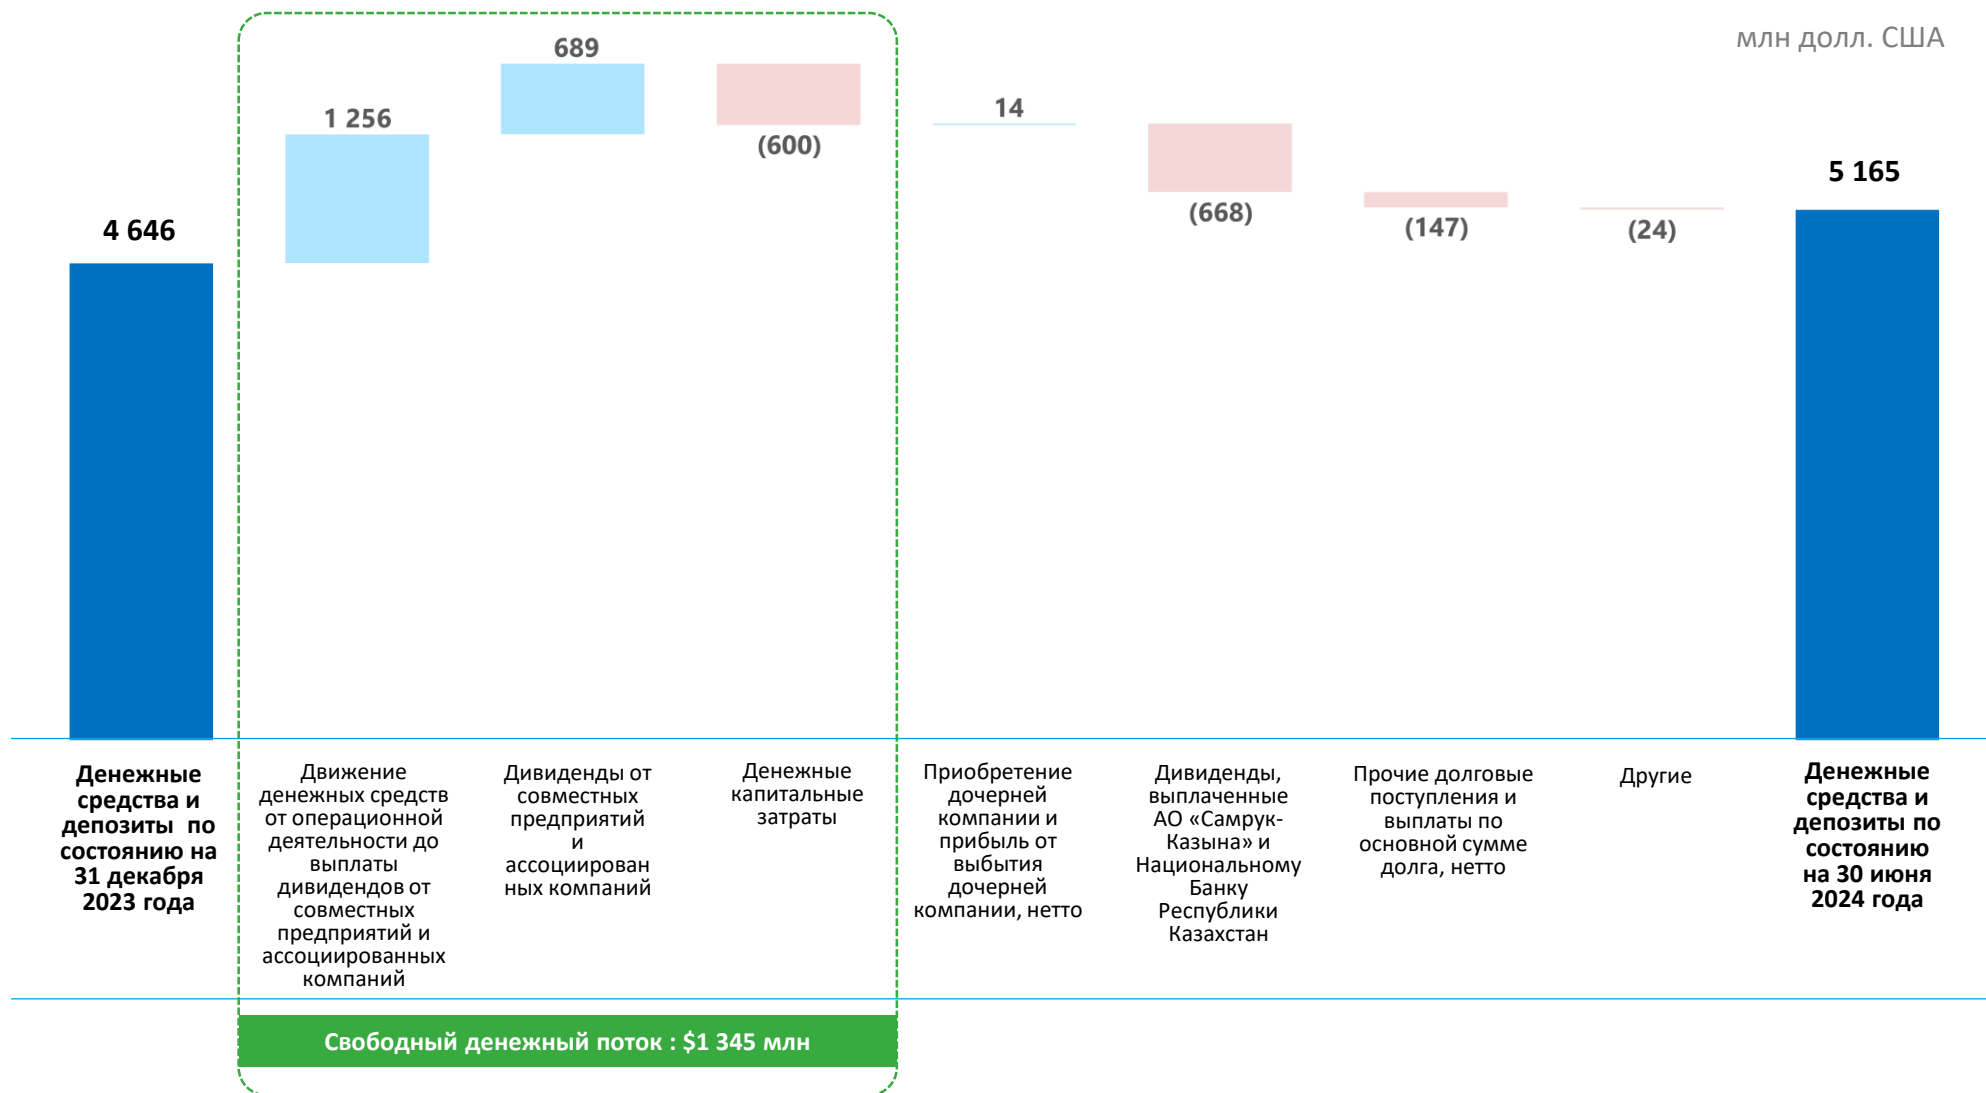 млн долл. США
4 646
1 256
689
(600)
14
(668)
(147)
(24)
5 165
Денежные
средства и
депозиты по
состоянию на
31 декабря
2023 года
Движение
денежных средств
от операционной
деятельности до
выплаты
дивидендов от
совместных
предприятий и
ассоциированных
компаний
Дивиденды от
совместных
предприятий
и
ассоциирован
ных компаний
Денежные
капитальные
затраты
Приобретение
дочерней
компании и
прибыль от
выбытия
дочерней
компании, нетто
Дивиденды,
выплаченные
АО «Самрук-
Казына» и
Национальному
Банку
Республики
Казахстан
Прочие долговые
поступления и
выплаты по
основной сумме
долга, нетто
Другие
Денежные
средства и
депозиты по
состоянию
на 30 июня
2024 года
Свободный денежный поток : $1 345 млн